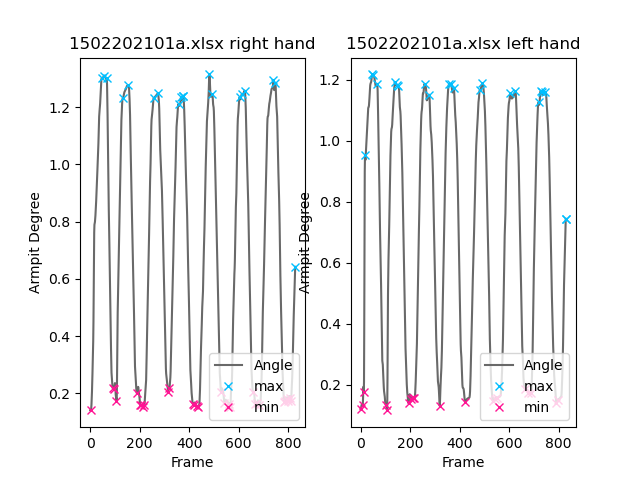 1502202101a.xlsx right hand
1502202101a.xlsx left hand
Armpit Degree
1.2
1.0
0.8
0.6
0.4
0.2
0 200 400 600 800
Frame
Angle
max
min
Armpit Degree
1.2
1.0
0.8
0.6
0.4
0.2
0 200 400 600 800
Frame
Angle
max
min